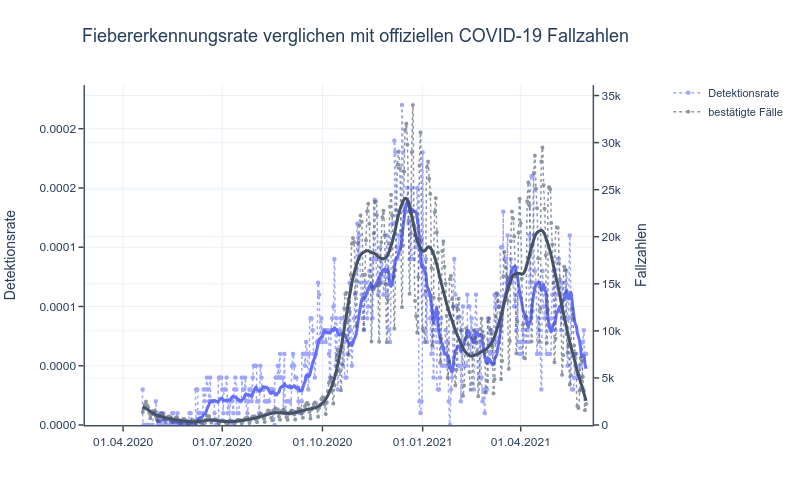 Fiebererkennungsrate verglichen mit offiziellen COVID-19 Fallzahlen
Detektionsrate
bestätigte Fälle
Detektionsrate
0.0002
0.0002
0.0001
0.0001
0.0000
0.0000
35k
30k
25k
20k
15k
10k
5k
0
Fallzahlen
01.04.2020
01.07.2020
01.10.2020
01.01.2021
01.04.2021